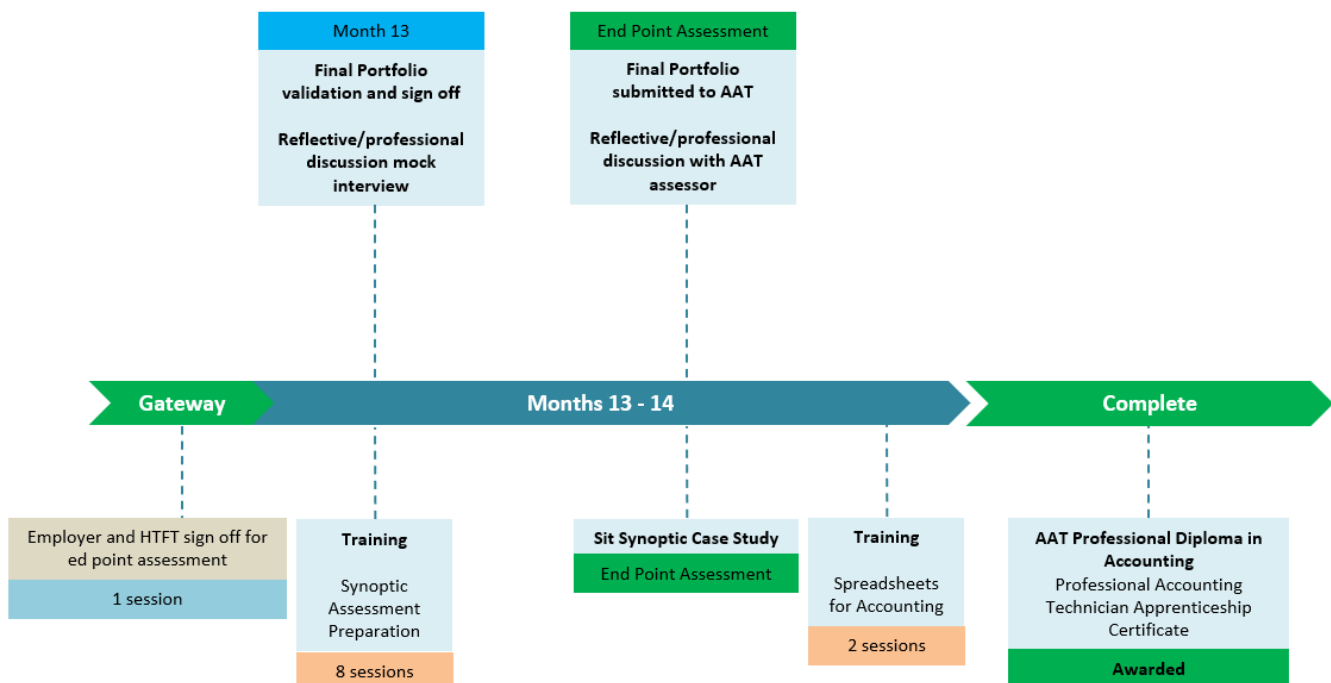 Month 13
Final Portfolio
validation and sign off
Reflective/professional
discussion mock
interview
End Point Assessment
Final Portfolio
submitted to AAT
Reflective/professional
discussion with AAT
assessor
Gateway
Months 13 - 14
Complete
Employer and HTFT sign off for
ed point assessment
1 session
Training
Synoptic
Assessment
Preparation
8 sessions
Sit Synoptic Case Study
End Point Assessment
Training
Spreadsheets
for Accounting
2 sessions
AAT Professional Diploma in
Accounting
Professional Accounting
Technician Apprenticeship
Certificate
Awarded